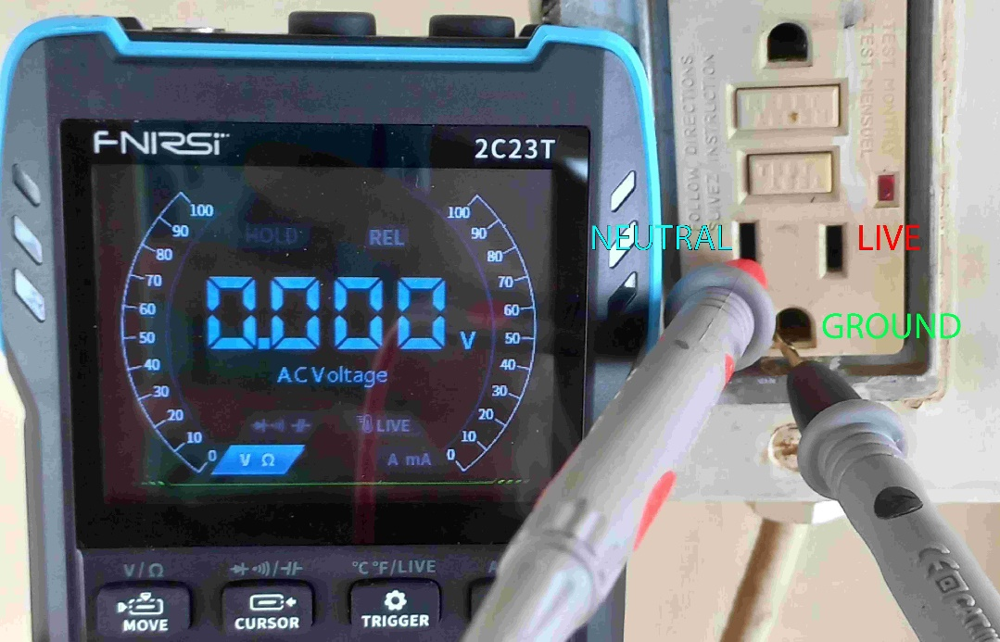 FNIRSI
2C23T
HOLD
REL
100
90
80
70
60
50
40
30
20
10
0
100
90
80
70
60
50
40
30
20
10
0
0.000 V
AC Voltage
LIVE
V Ω
A mA
V/Ω
°C °F/LIVE
A
MOVE
CURSOR
TRIGGER
FOLLOW DIRECTIONS
SUIVEZ INSTRUCTION
TEST MENSUEL
TEST MONTHLY
NEUTRAL
LIVE
GROUND
CE